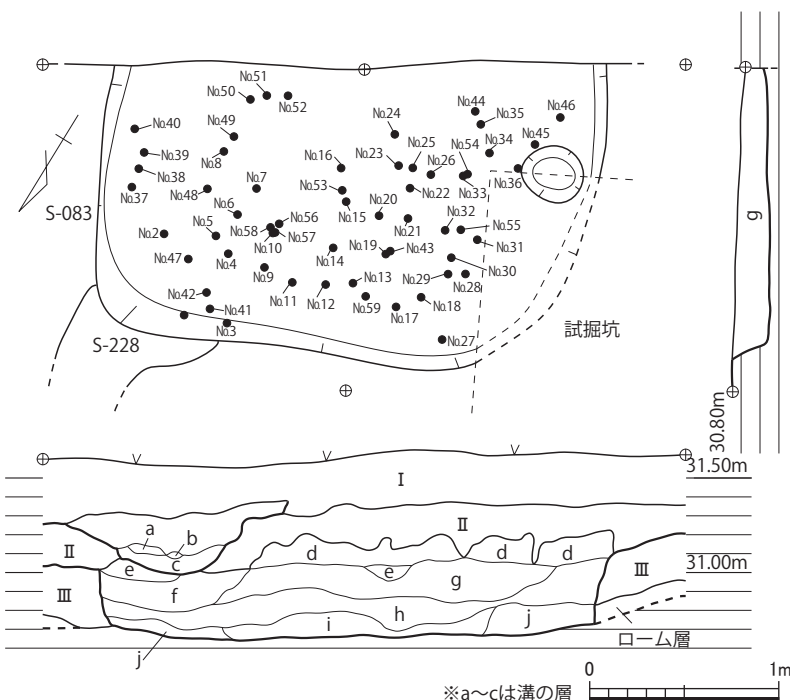 No.51
No.50
No.52
No.44
No.24
No.35
No.46
No.40
No.49
No.54
No.34
No.45
No.25
No.39
No.8
No.16
No.23
No.26
No.38
No.7
No.53
No.22
No.33
No.36
No.37
No.48
No.20
No.32
S-083
No.6
No.15
No.56
No.21
No.55
No.2
No.5
No.58
No.57
No.10
No.19
No.43
No.31
No.14
No.47
No.4
No.9
No.30
No.13
No.29
No.28
No.42
No.11
No.12
No.59
No.18
No.41
No.17
No.3
No.27
S-228
試掘坑
g
30.80m
31.50m
I
II
a
b
II
c
d
d
d
e
e
31.00m
III
f
g
III
h
i
j
j
ローム層
0
1m
※a~cは溝の層